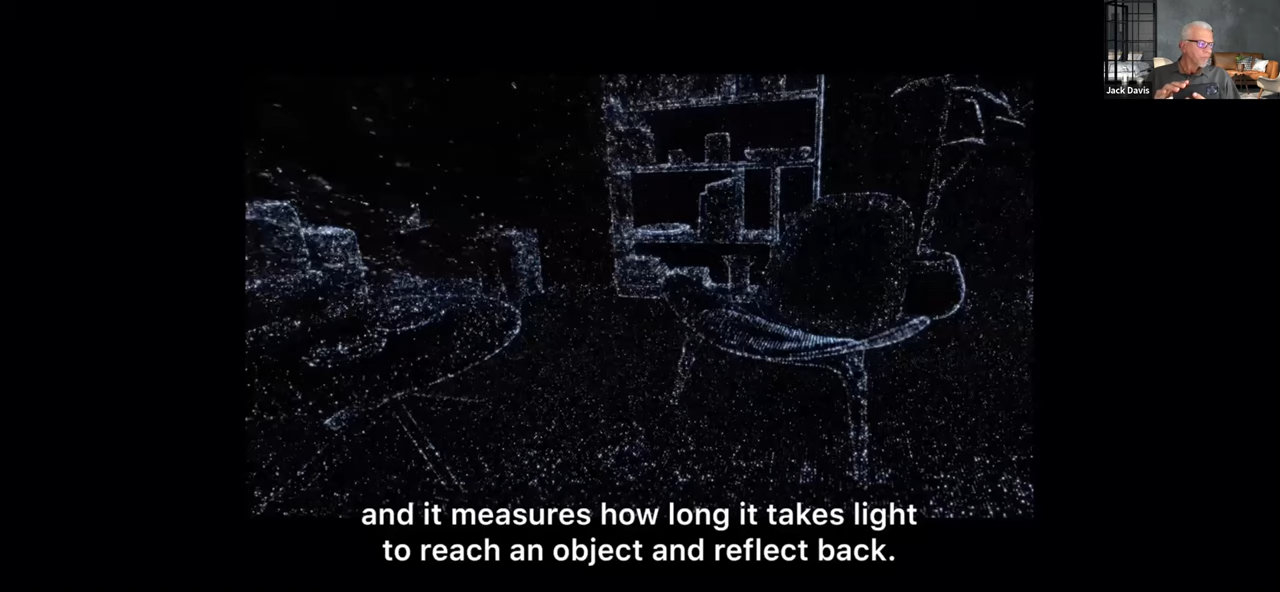 Jack Davis
and it measures how long it takes light
to reach an object and reflect back.